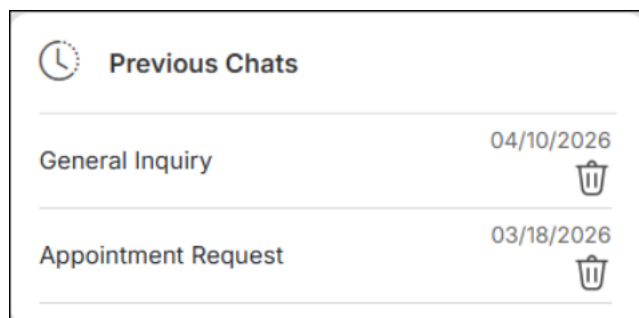 Previous Chats
04/10/2026
General Inquiry
03/18/2026
Appointment Request